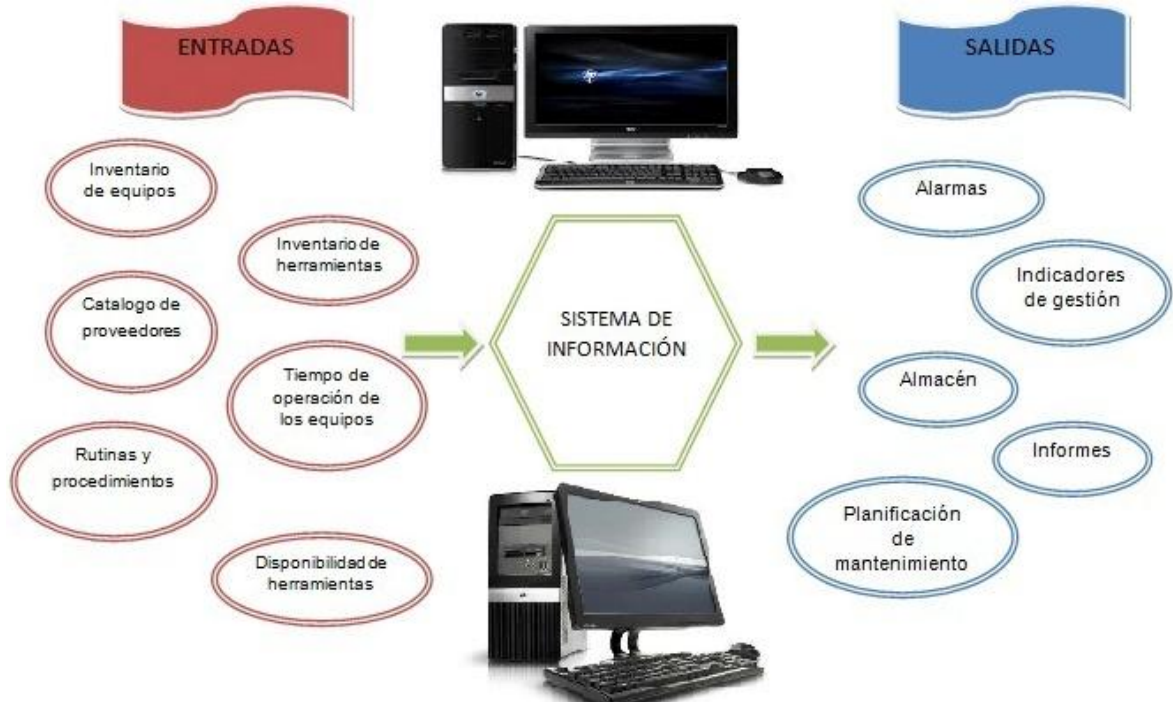 ENTRADAS
Inventario
de equipos
Inventario de
herramientas
Catalogo de
proveedores
Tiempo de
operación de
los equipos
Rutinas y
procedimientos
Disponibilidad de
herramientas
SISTEMA DE
INFORMACIÓN
SALIDAS
Alarmas
Indicadores
de gestión
Almacén
Informes
Planificación
de
mantenimiento